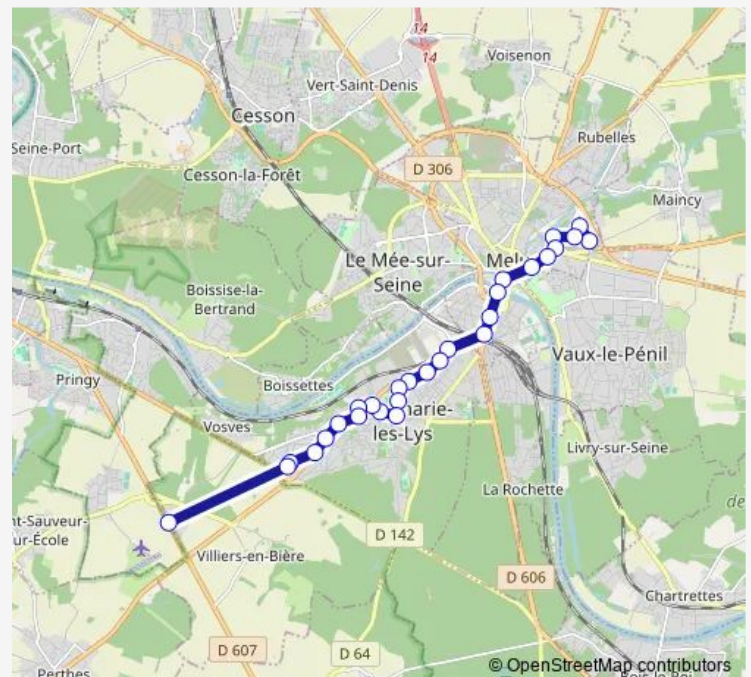 14
14
Voisenon
Vert-Saint-Denis
Cesson
Seine-Port
Rubelles
D 306
Cesson-la-Forêt
Maincy
Le Mée-sur-
Seine
Boissise-la-
Bertrand
Vaux-le-Pénil
Pringy
Boissettes
Vosves
les-Lys
Livry-sur-Seine
La Rochette
de
D 142
Villiers-en-Bière
D 606
Chartrettes
D 607
D 64
Perthes
© OpenStreetMap contributors